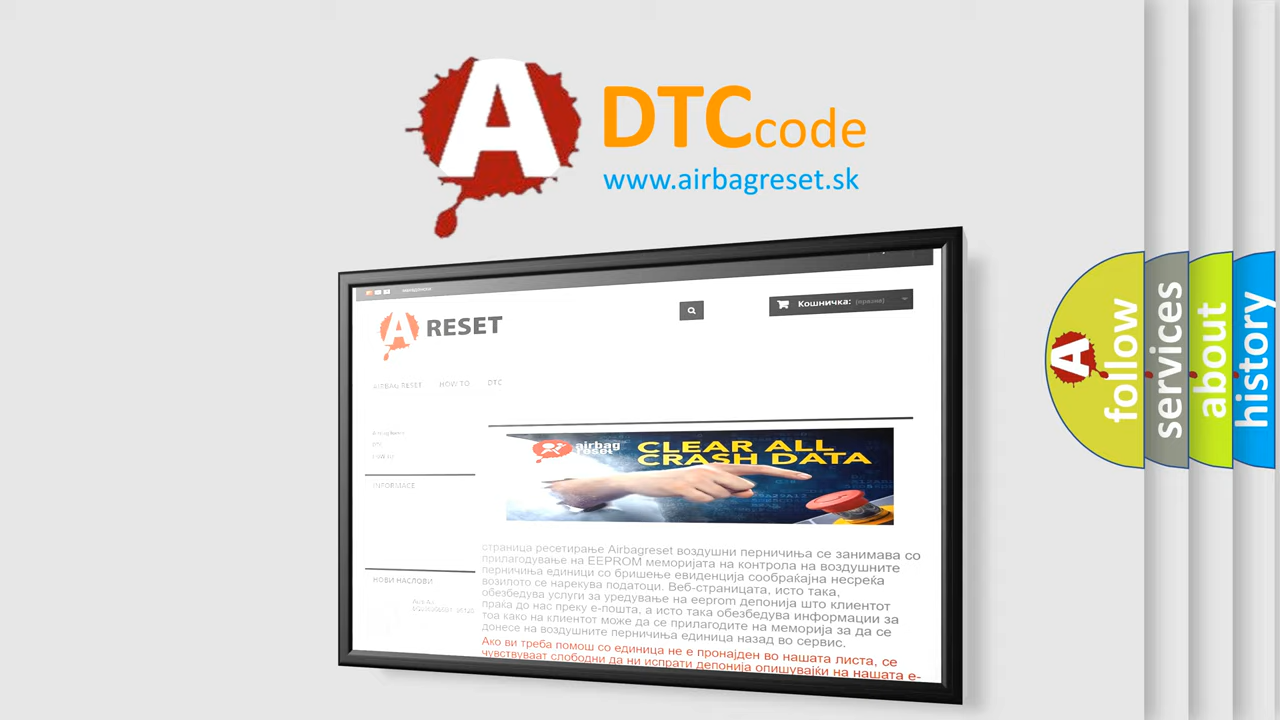 A DTCcode
www.airbagreset.sk
Кошничка: (празни)
A RESET
AIRBAG RESET HOW TO DTC
airbag reset CLEAR ALL CRASH DATA
INFORMACE
страница ресетирање Airbagreset воздушни перничиња се занимава со
прилагодување на EEPROM меморијата на контрола на воздушните
перничиња единици со бришење евиденција сообраќајна несреќа
возилото се нарекува податоци. Веб-страницата, исто така,
обезбедува услуги за уредување на eeprom депонија што клиентот
праќа до нас преку е-пошта, а исто така обезбедува информации за
тоа како на клиентот може да се прилагодите на меморија за да се
донесе на воздушните перничиња единица назад во сервис.
Ако ви треба помош со единица не е пронајден во нашата листа, се
чувствуваат слободни да ни испрати депонија опишувајќи на нашата е-
НОВИ НАСЛОВИ
A follow
services
about
history